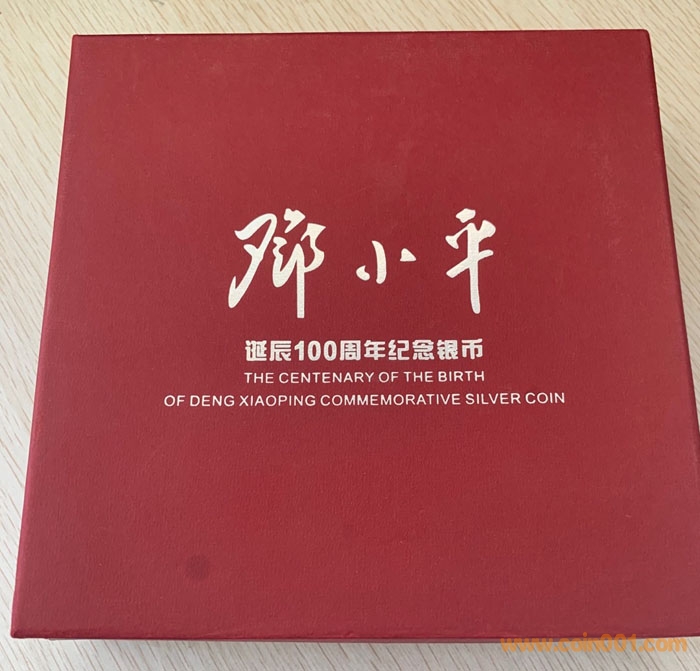 邓小平
诞辰100周年纪念银币
THE CENTENARY OF THE BIRTH
OF DENG XIAOPING COMMEMORATIVE SILVER COIN
www.coin001.com